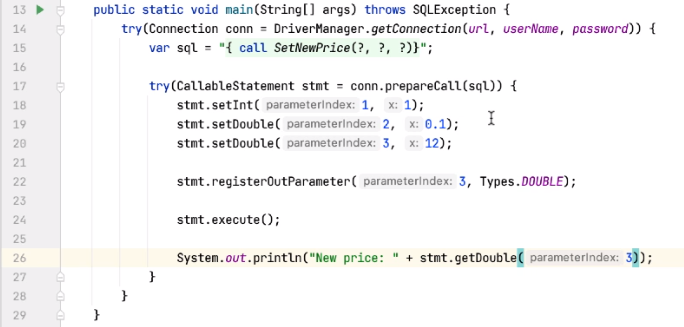 13 public static void main(String[] args) throws SQLException {
14 try(Connection conn = DriverManager.getConnection(url, userName, password)) {
15 var sql = "{ call SetNewPrice(?, ?, ?)}";
16
17 try(CallableStatement stmt = conn.prepareCall(sql)) {
18 stmt.setInt( parameterIndex: 1, x: 1);
19 stmt.setDouble( parameterIndex: 2, x: 0.1);
20 stmt.setDouble( parameterIndex: 3, x: 12);
21
22 stmt.registerOutParameter( parameterIndex: 3, Types.DOUBLE);
23
24 stmt.execute();
25
26 System.out.println("New price: " + stmt.getDouble( parameterIndex: 3));
27 }
28 }
29 }